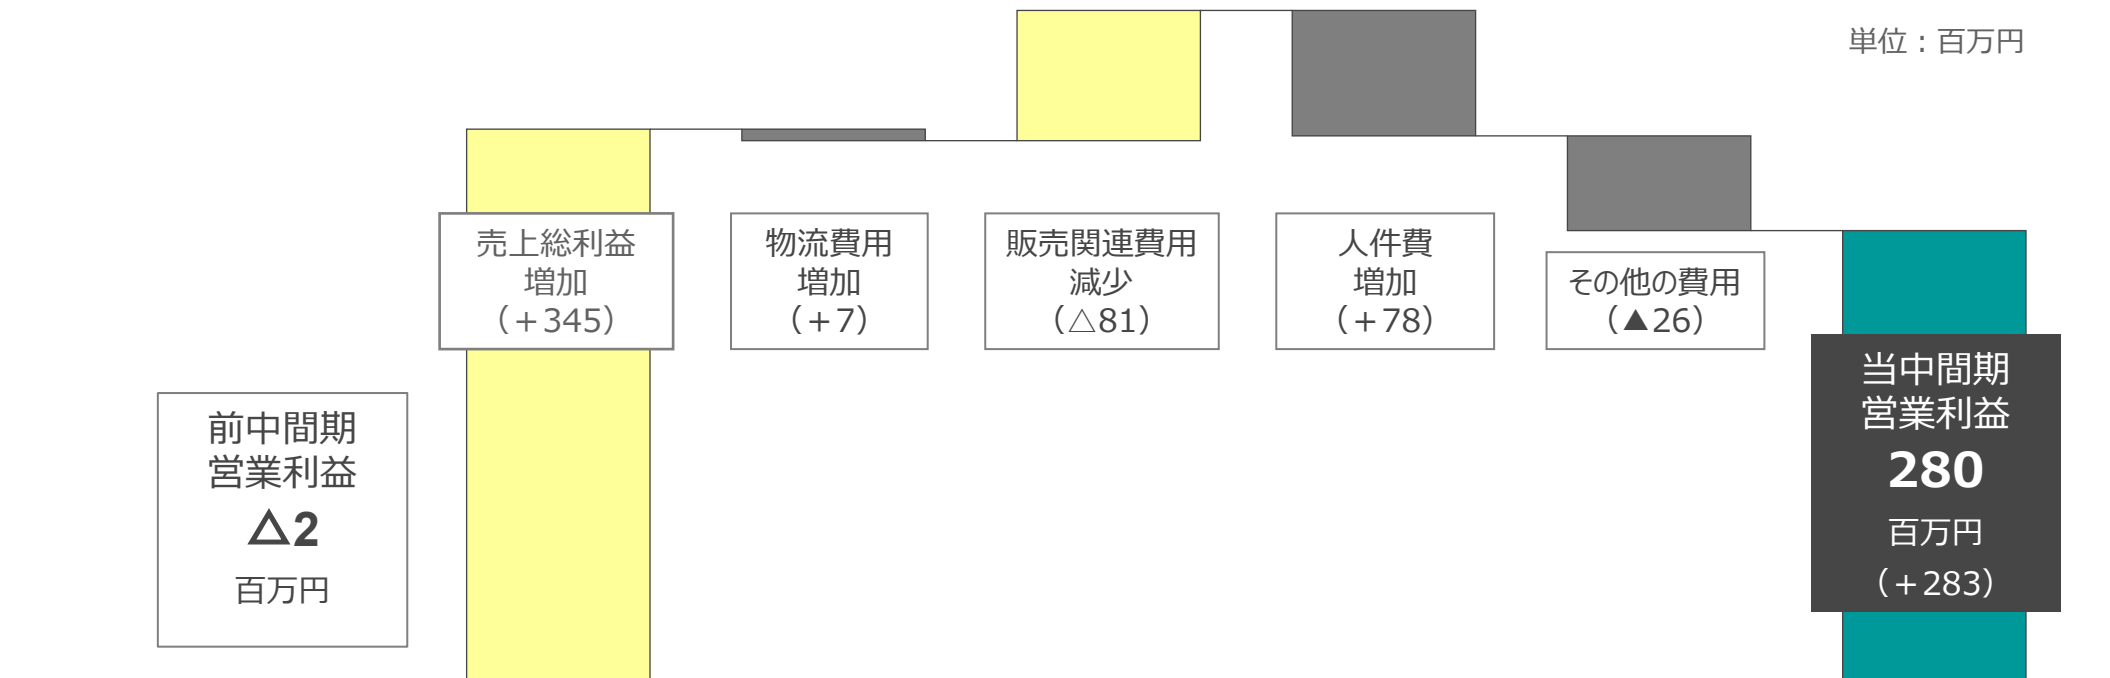 単位：百万円
売上総利益
増加
（＋345）
物流費用
増加
（＋7）
販売関連費用
減少
（△81）
人件費
増加
（＋78）
その他の費用
（▲26）
前中間期
営業利益
△2
百万円
当中間期
営業利益
280
百万円
（＋283）